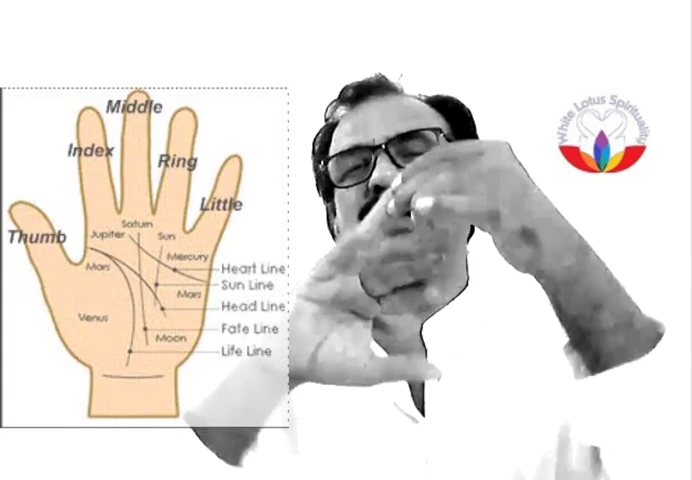 Middle
Index
Ring
Little
Thumb
Saturn
Jupiter
Sun
Mercury
Mars
Mars
Venus
Moon
Heart Line
Sun Line
Head Line
Fate Line
Life Line
White Lotus Spirituality